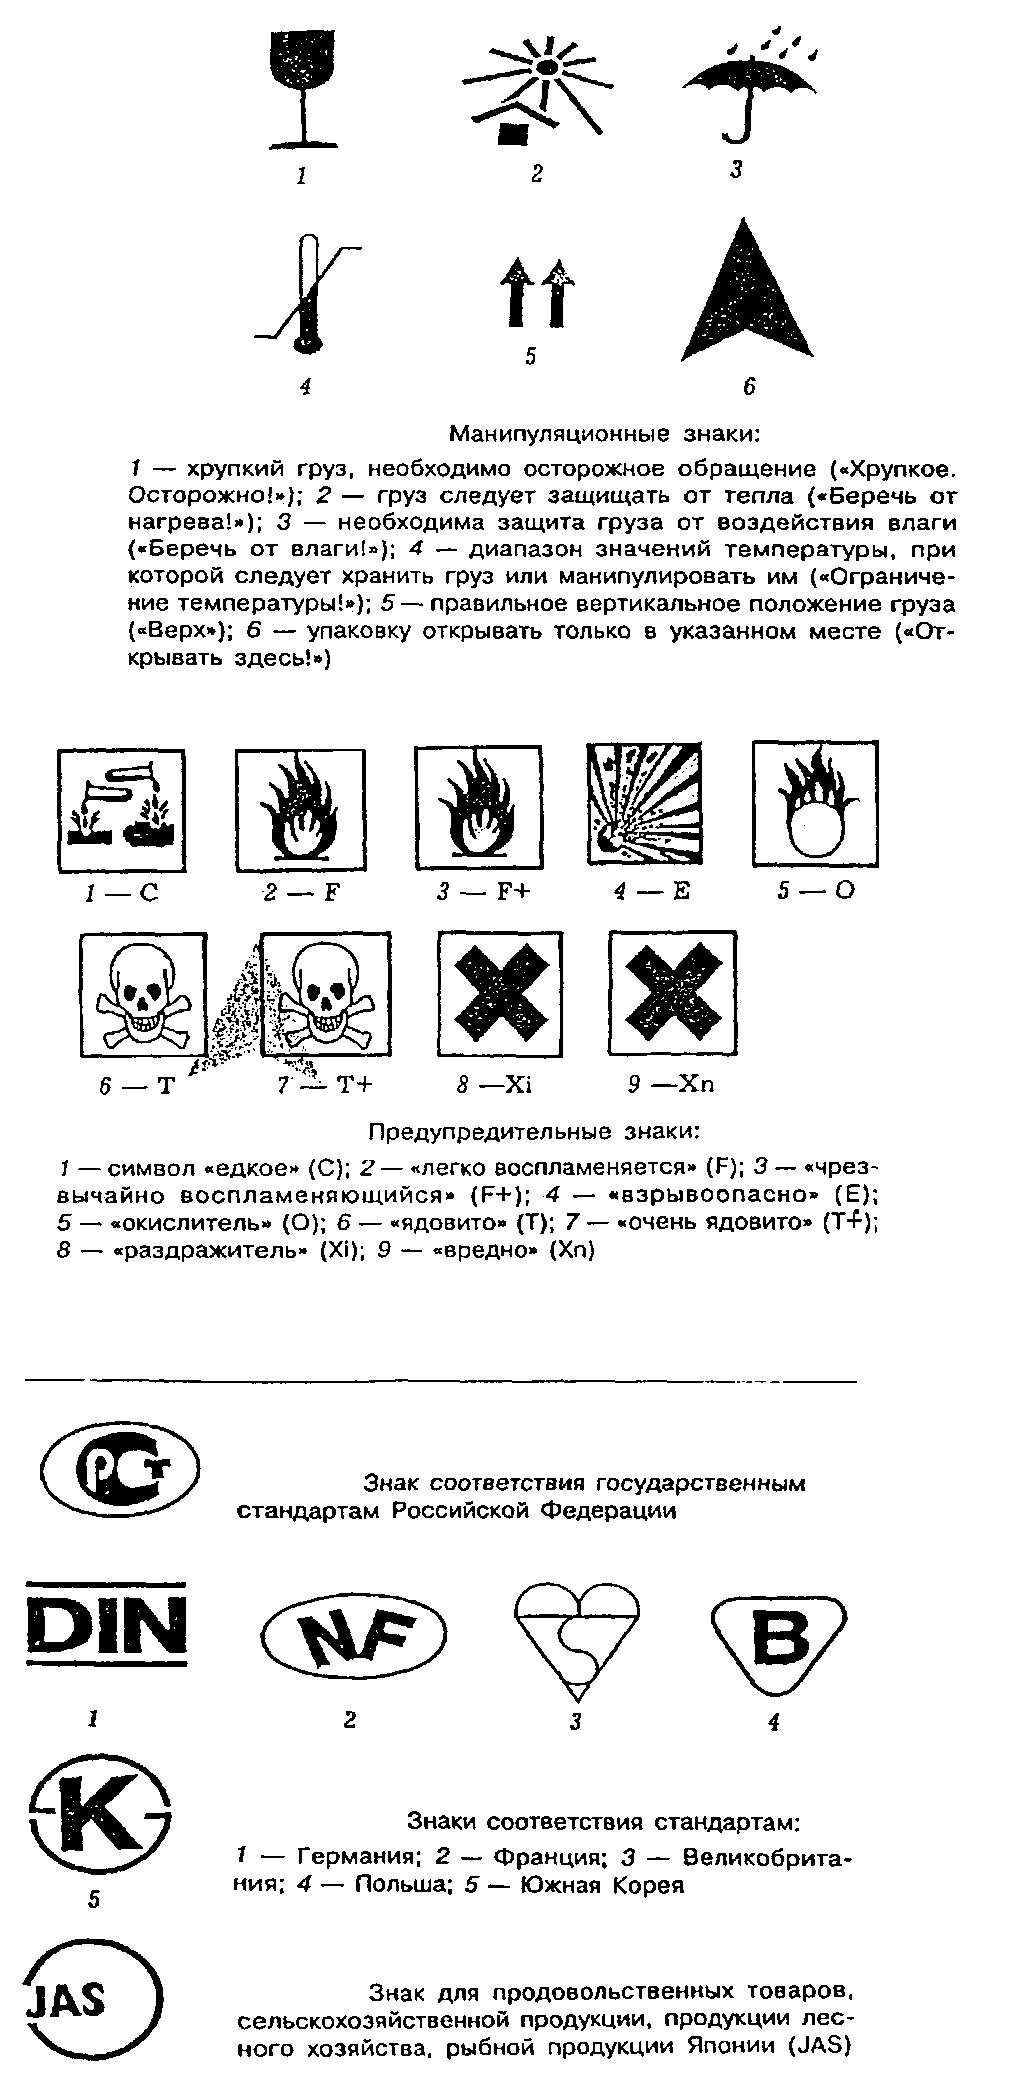 1 2 3
4 5 6
Манипуляционные знаки:
1 — хрупкий груз, необходимо осторожное обращение («Хрупкое.
Осторожно!»); 2 — груз следует защищать от тепла («Беречь от
нагрева!»); 3 — необходима защита груза от воздействия влаги
(«Беречь от влаги!»); 4 — диапазон значений температуры, при
которой следует хранить груз или манипулировать им («Ограниче-
ние температуры!»); 5 — правильное вертикальное положение груза
(«Верх»); 6 — упаковку открывать только в указанном месте («От-
крывать здесь!»)
1 — C 2 — F 3 — F+ 4 — E 5 — O
6 — T 7 — T+ 8 — Xi 9 — Xn
Предупредительные знаки:
1 — символ «едкое» (C); 2 — «легко воспламеняется» (F); 3 — «чрез-
вычайно воспламеняющийся» (F+); 4 — «взрывоопасно» (E);
5 — «окислитель» (O); 6 — «ядовито» (T); 7 — «очень ядовито» (T+);
8 — «раздражитель» (Xi); 9 — «вредно» (Xn)
РСТ
Знак соответствия государственным
стандартам Российской Федерации
DIN NF S B
1 2 3 4
K
5
Знаки соответствия стандартам:
1 — Германия; 2 — Франция; 3 — Великобрита-
ния; 4 — Польша; 5 — Южная Корея
JAS
Знак для продовольственных товаров,
сельскохозяйственной продукции, продукции лес-
ного хозяйства, рыбной продукции Японии (JAS)